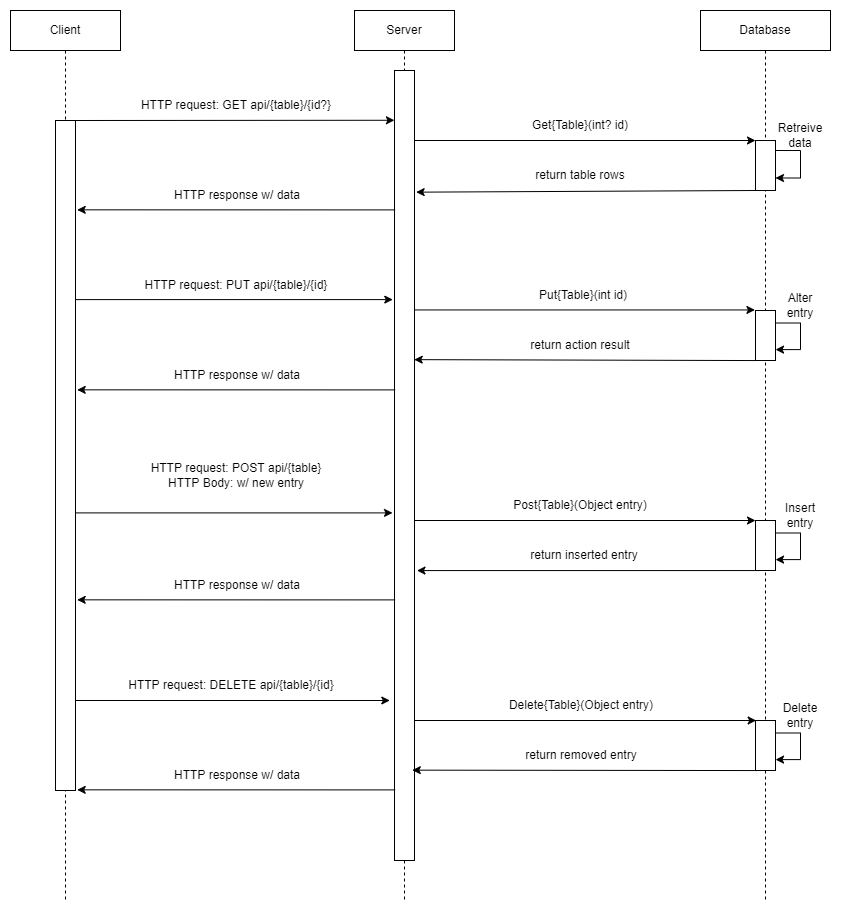 Client
Server
Database
HTTP request: GET api/{table}/{id?}
Get{Table}(int? id)
Retreive
data
return table rows
HTTP response w/ data
HTTP request: PUT api/{table}/{id}
Put{Table}(int id)
Alter
entry
return action result
HTTP response w/ data
HTTP request: POST api/{table}
HTTP Body: w/ new entry
Post{Table}(Object entry)
Insert
entry
return inserted entry
HTTP response w/ data
HTTP request: DELETE api/{table}/{id}
Delete{Table}(Object entry)
Delete
entry
return removed entry
HTTP response w/ data